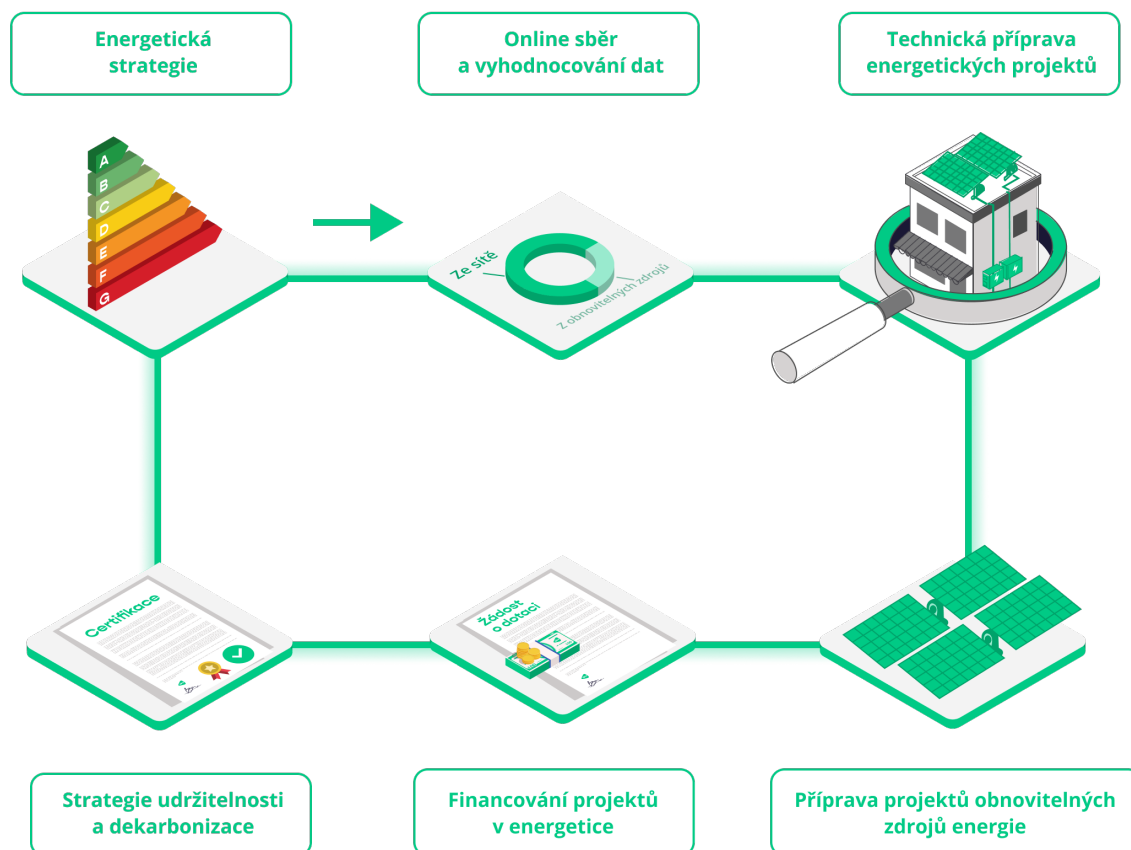 Energetická
strategie
Online sběr
a vyhodnocování dat
Technická příprava
energetických projektů
A
B
C
D
E
F
G
Ze sítě
Z obnovitelných zdrojů
Certifikace
Žádost
o dotaci
Strategie udržitelnosti
a dekarbonizace
Financování projektů
v energetice
Příprava projektů obnovitelných
zdrojů energie